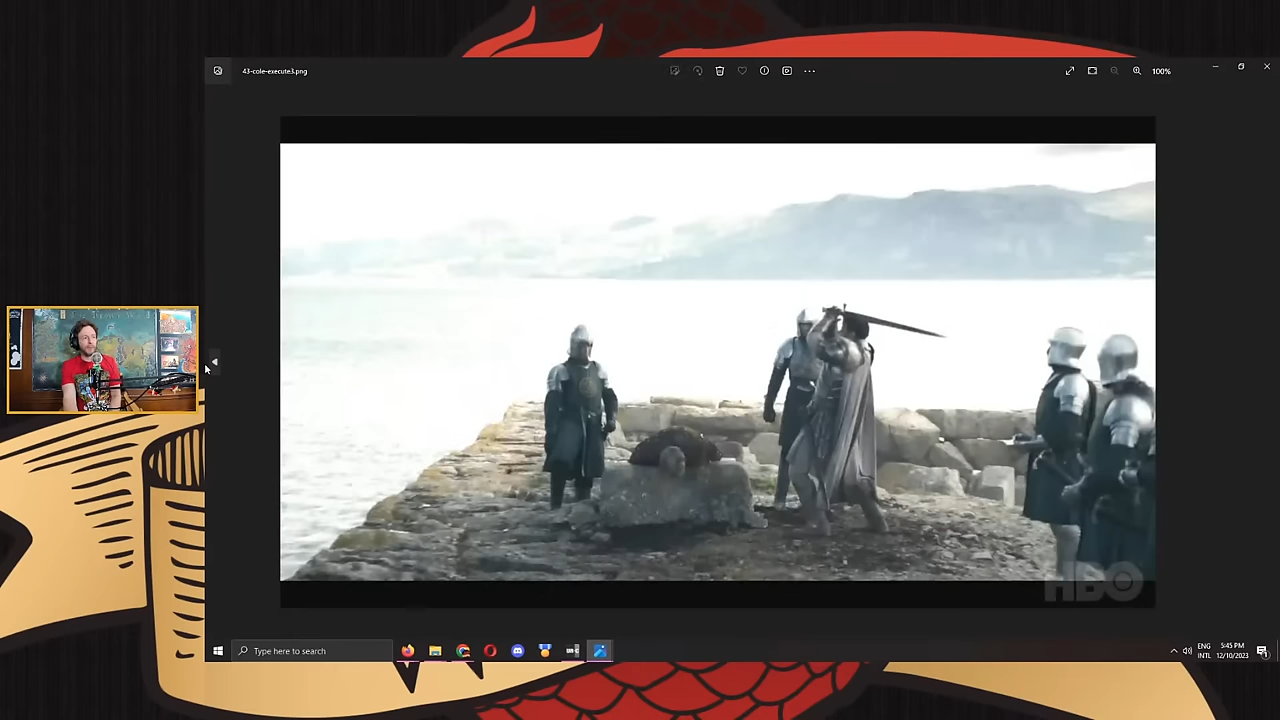 43-cole-execute3.png
100%
HBO
Type here to search
ENG
INTL
5:45 PM
12/10/2023